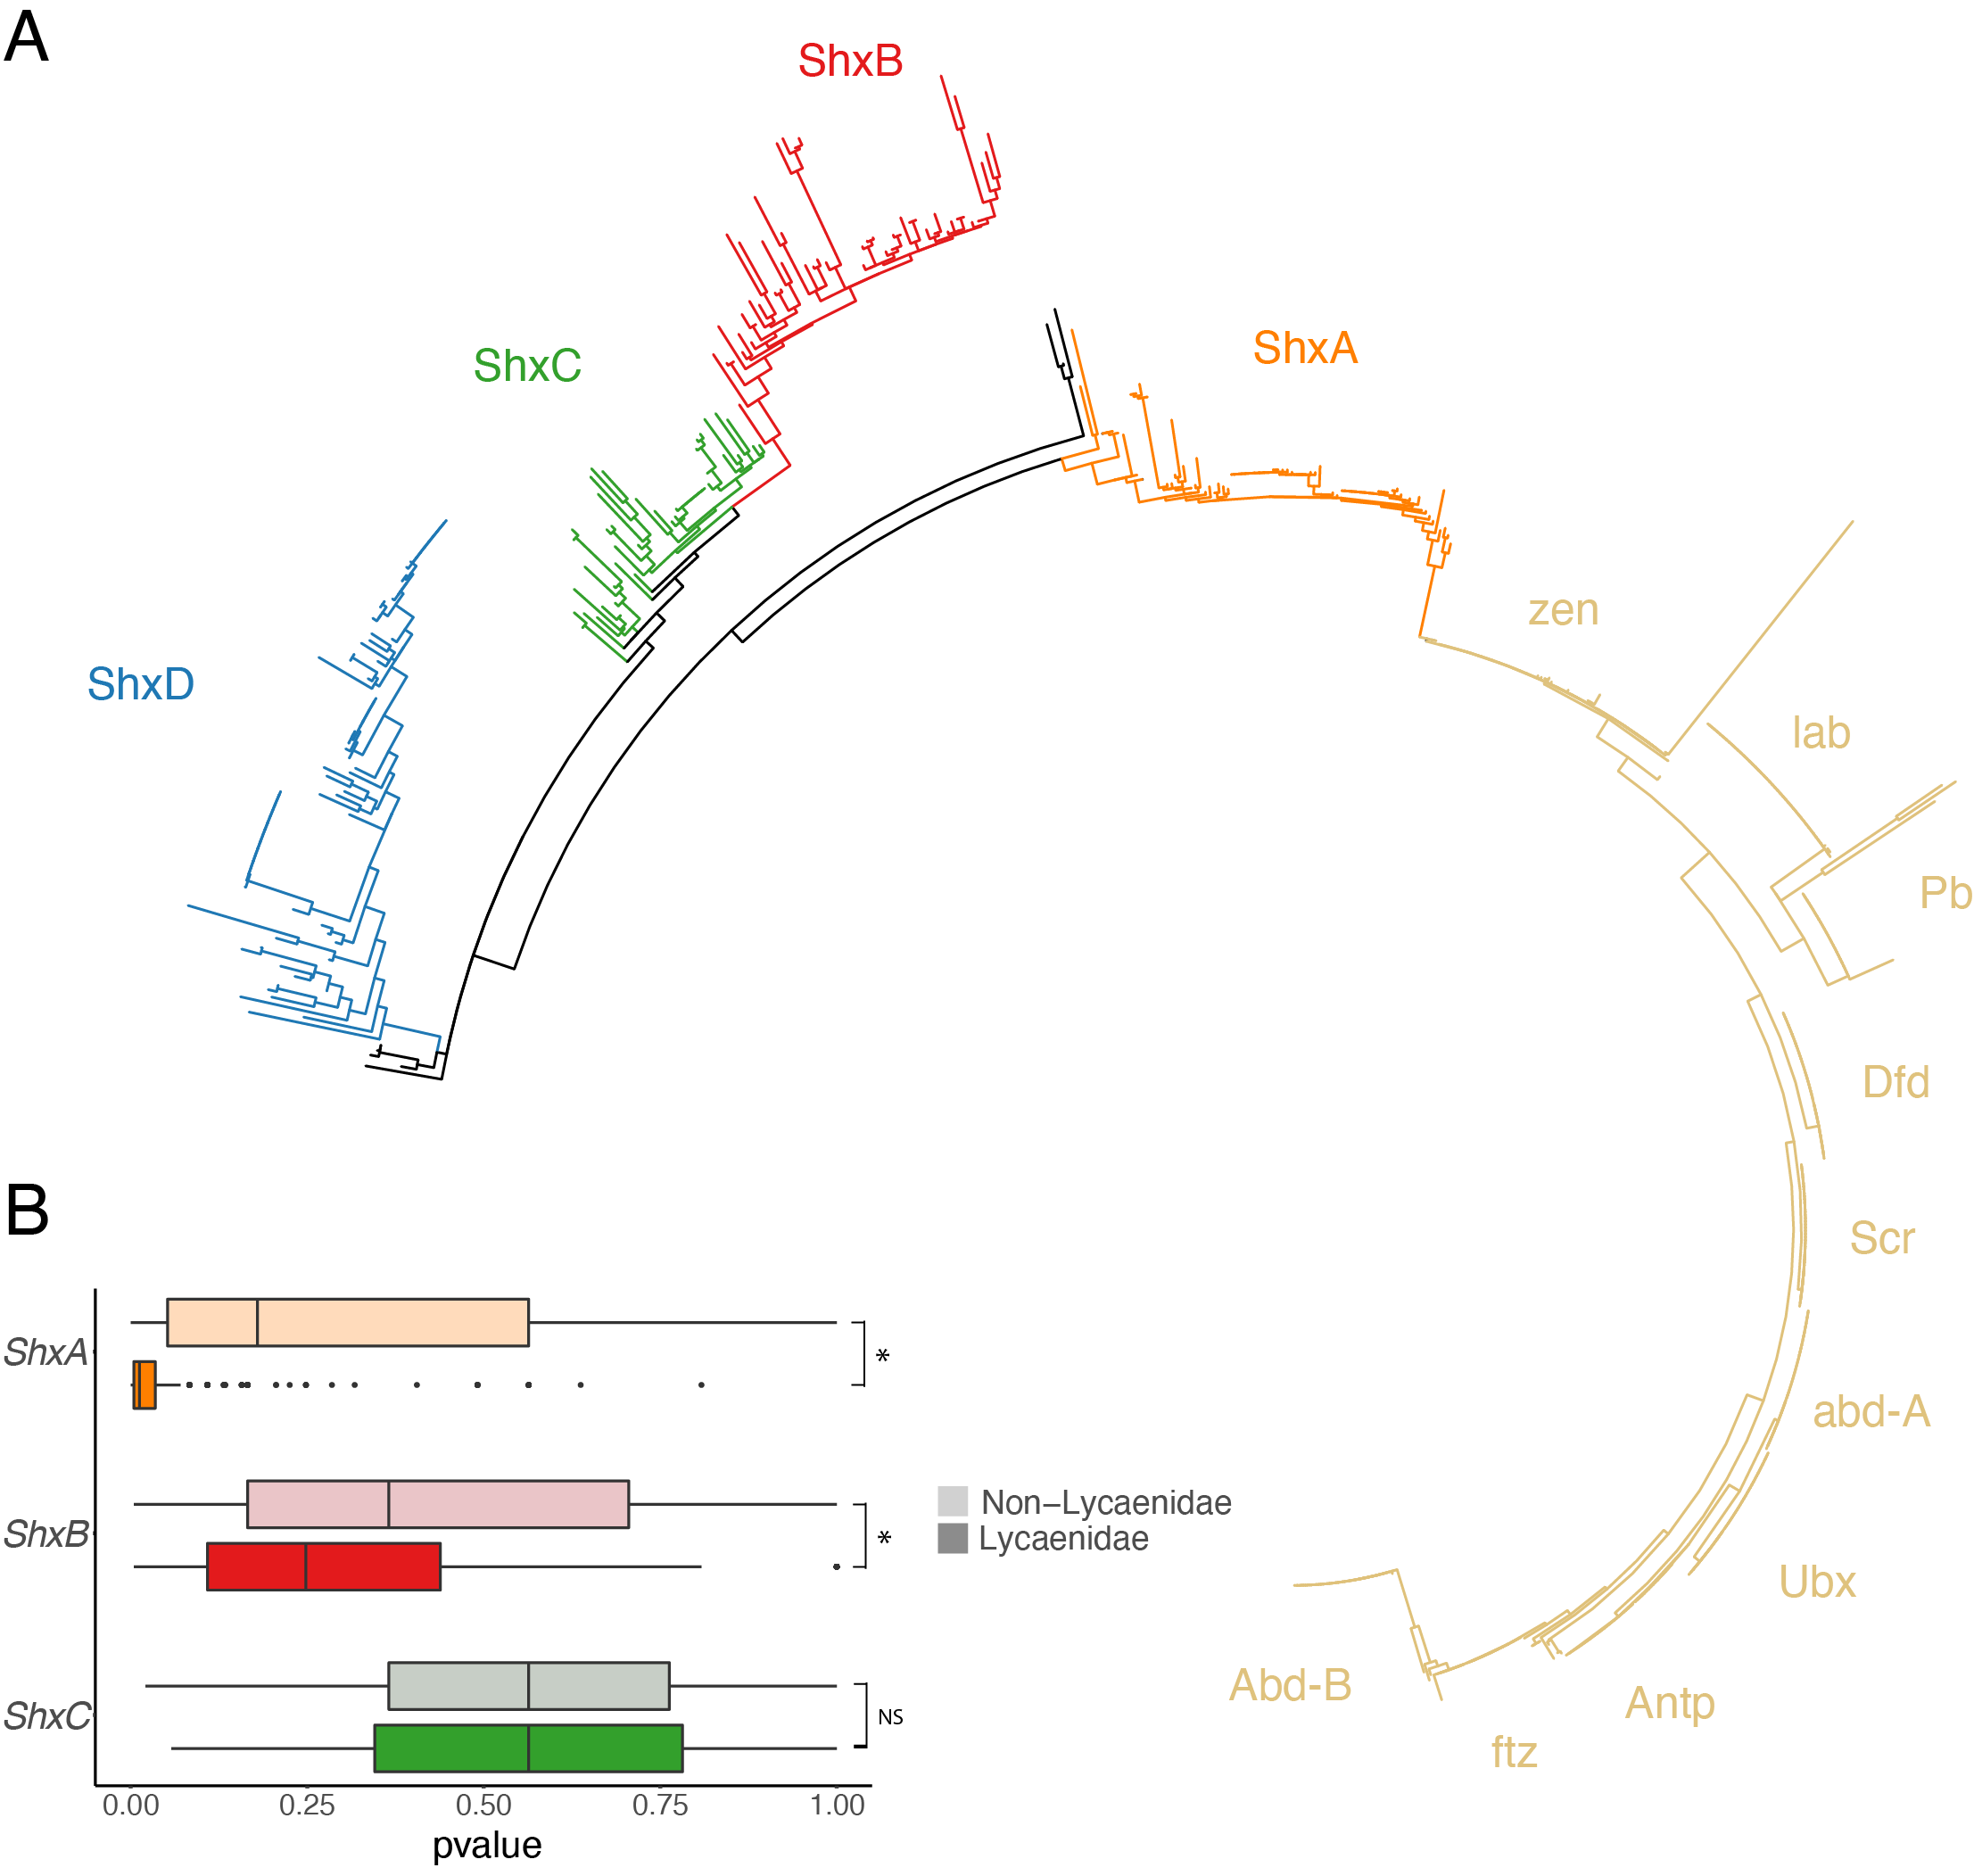 A
ShxB
ShxA
ShxC
zen
ShxD
lab
Pb
Dfd
Scr
abd-A
Ubx
Antp
ftz
Abd-B
B
ShxA
*
ShxB
*
ShxC
NS
Non–Lycaenidae
Lycaenidae
0.00 0.25 0.50 0.75 1.00
pvalue